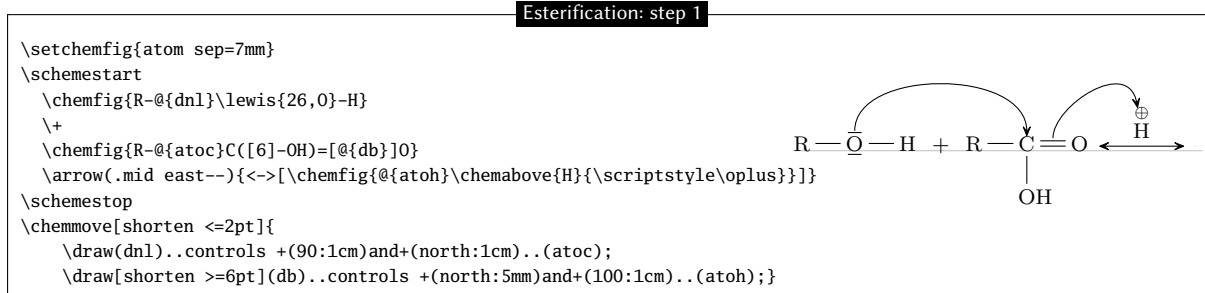 Esterification: step 1
\setchemfig{atom sep=7mm}
\schemestart
\chemfig{R-@{dnl}\lewis{26,O}-H}
\+
\chemfig{R-@{atoc}C([6]-OH)=[@{db}]O}
\arrow(.mid east--){<->[\chemfig{@{atoh}\chemabove{H}{\scriptstyle\oplus}}]}
\schemestop
\chemmove[shorten <=2pt]{
\draw(dnl)..controls +(90:1cm)and+(north:1cm)..(atoc);
\draw[shorten >=6pt](db)..controls +(north:5mm)and+(100:1cm)..(atoh);}
⊕
H
R O H + R C O
OH